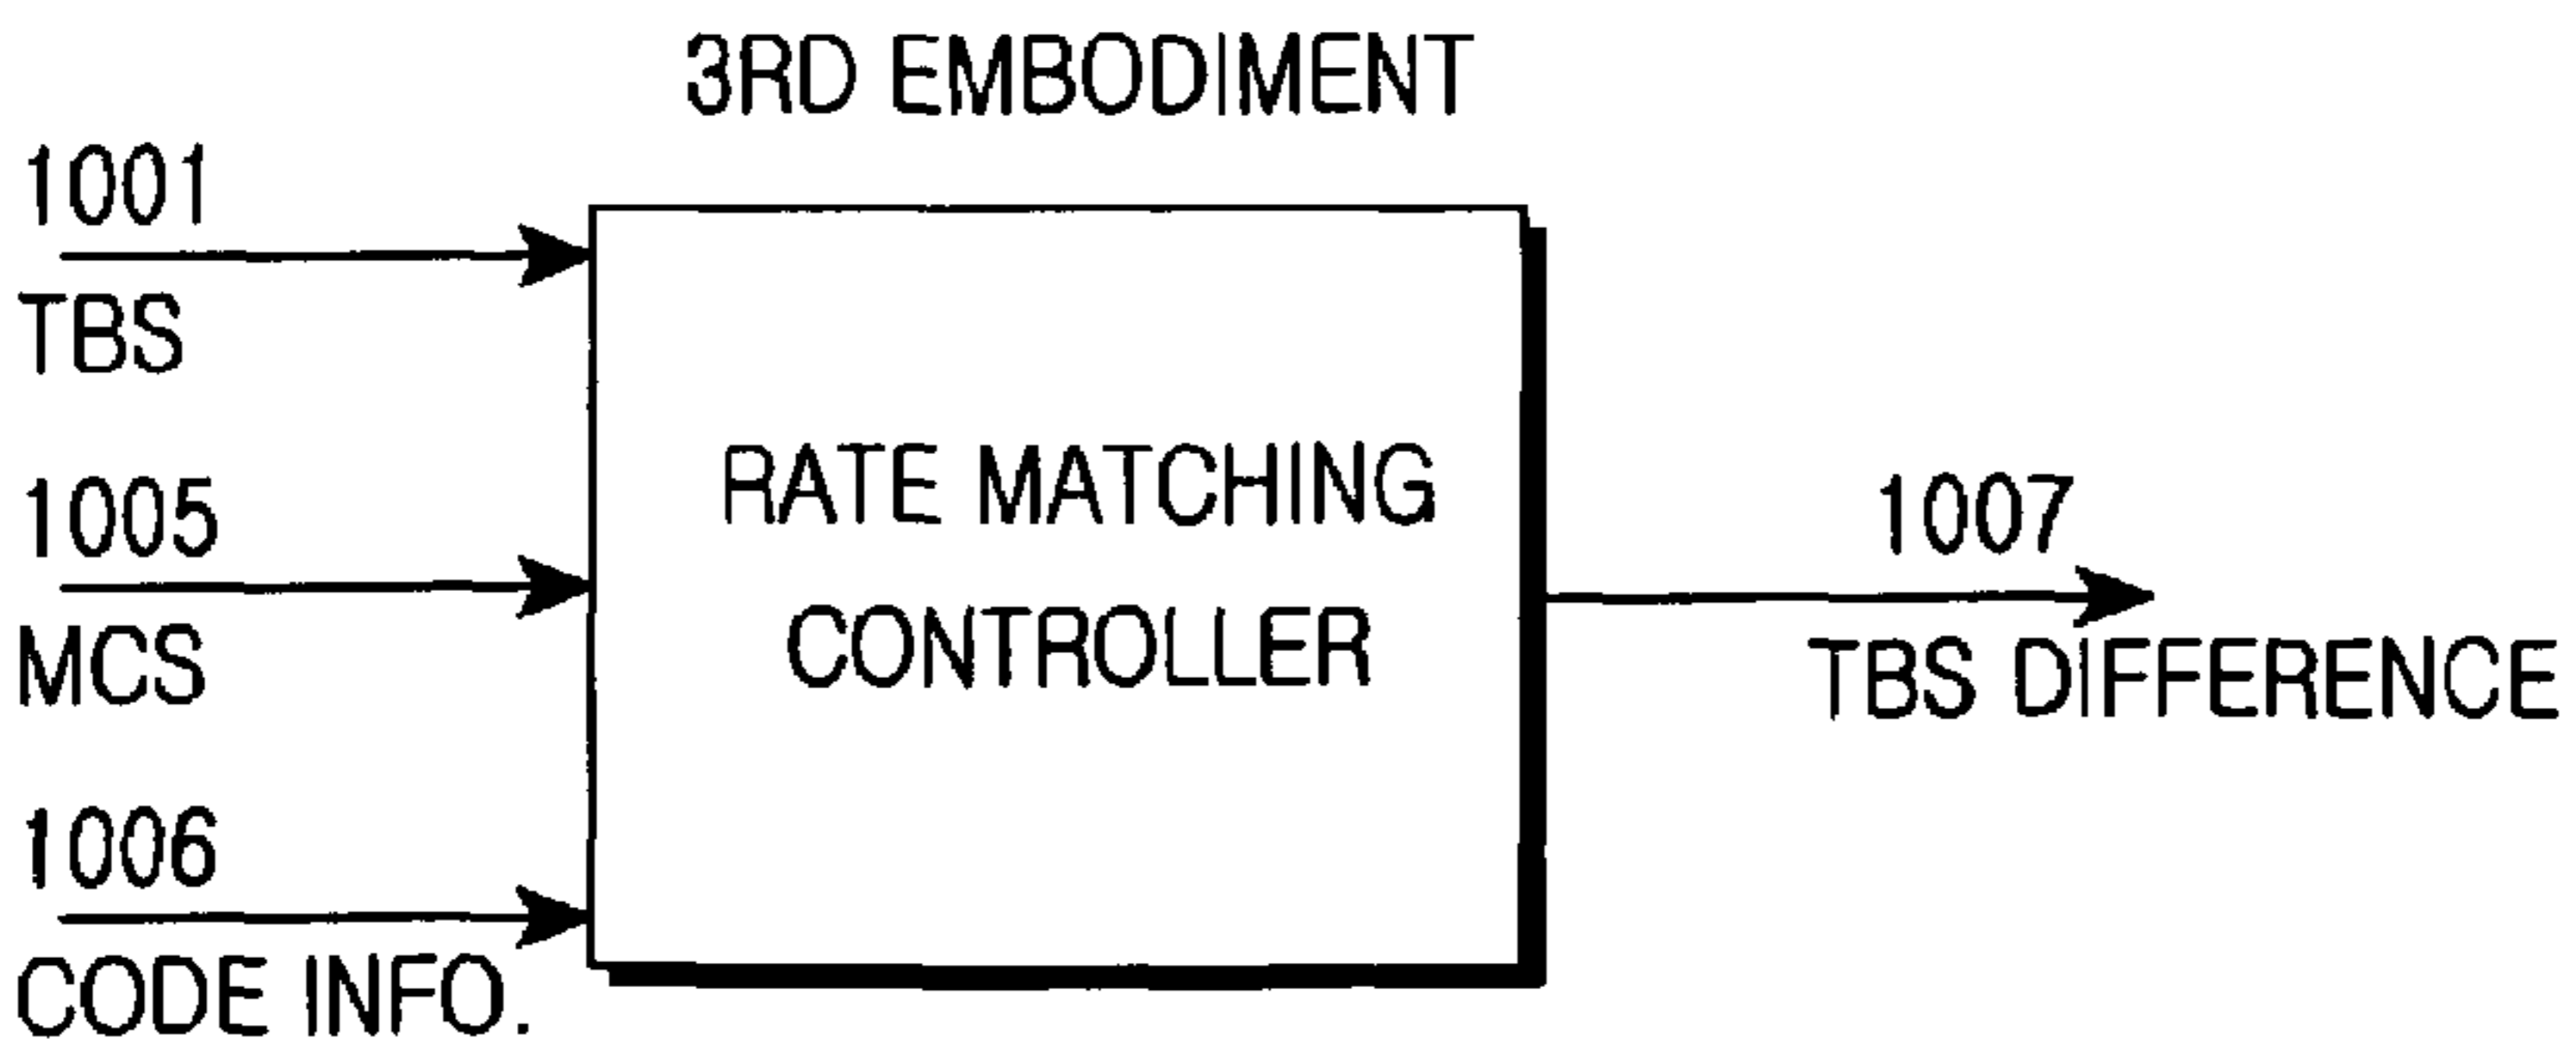 3RD EMBODIMENT
1001
TBS
1005
MCS
1006
CODE INFO.
RATE MATCHING
CONTROLLER
1007
TBS DIFFERENCE